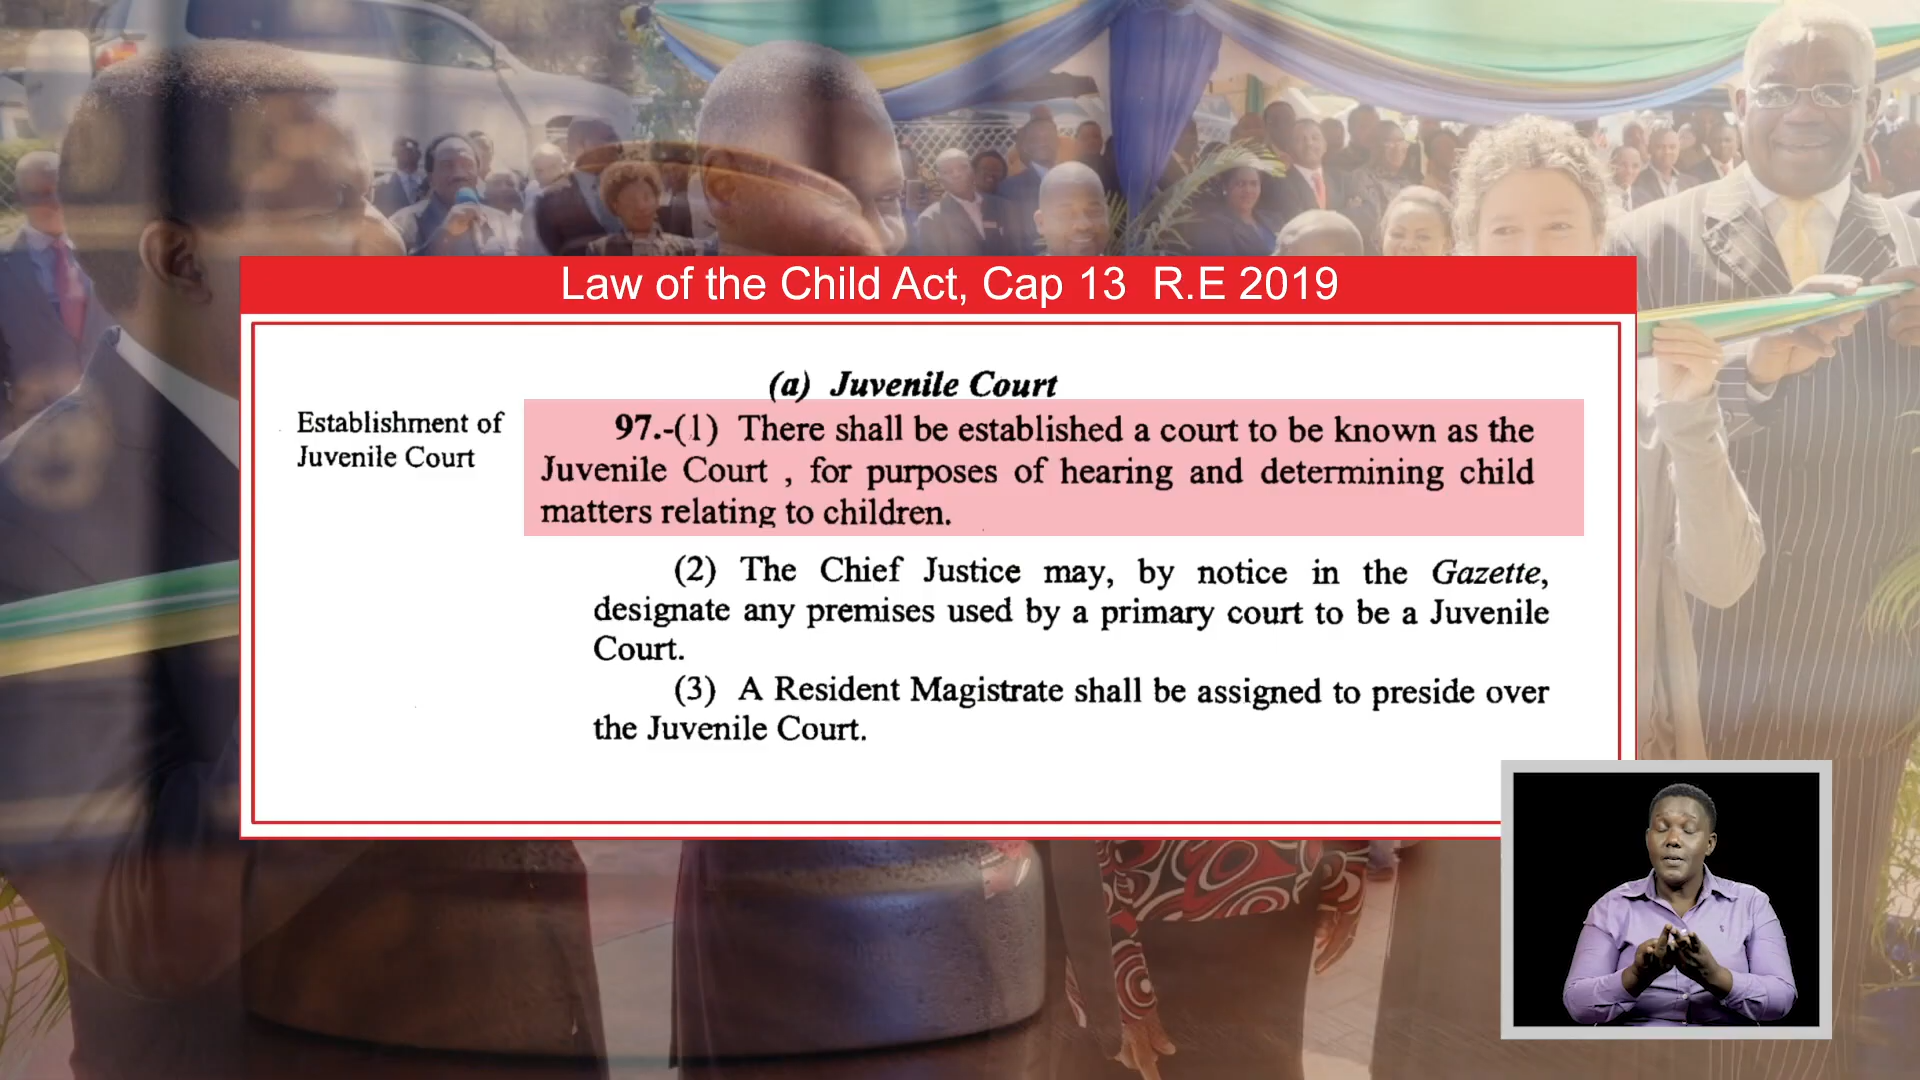 Law of the Child Act, Cap 13 R.E 2019
(a) Juvenile Court
Establishment of
Juvenile Court
97.-(1) There shall be established a court to be known as the
Juvenile Court , for purposes of hearing and determining child
matters relating to children.
(2) The Chief Justice may, by notice in the Gazette,
designate any premises used by a primary court to be a Juvenile
Court.
(3) A Resident Magistrate shall be assigned to preside over
the Juvenile Court.